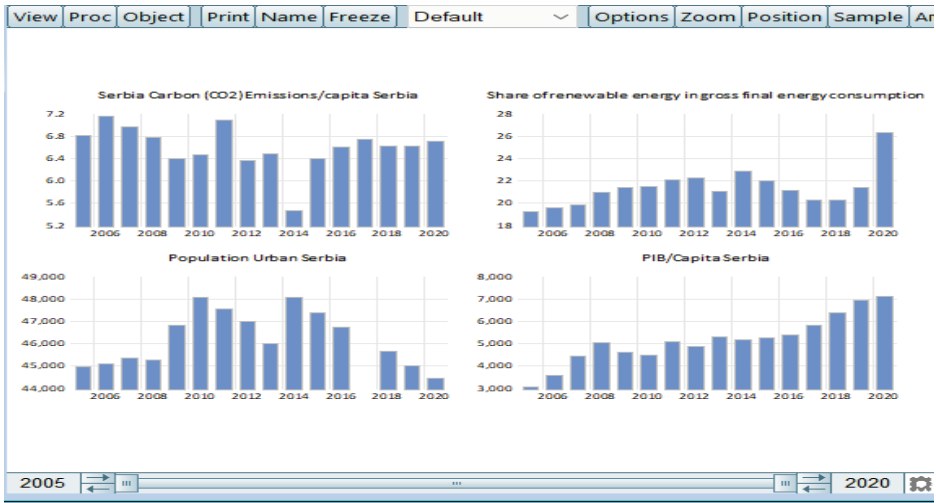 View Proc Object Print Name Freeze Default Options Zoom Position Sample Ar
Serbia Carbon (CO2)Emissions/capita Serbia
7.2
6.8
6.4
6.0
5.6
5.2
2006 2008 2010 2012 2014 2016 2018 2020
Share of renewable energy in gross final energy consumption
28
26
24
22
20
18
2006 2008 2010 2012 2014 2016 2018 2020
Population Urban Serbia
49,000
48,000
47,000
46,000
45,000
44,000
2006 2008 2010 2012 2014 2016 2018 2020
PIB/Capita Serbia
8,000
7,000
6,000
5,000
4,000
3,000
2006 2008 2010 2012 2014 2016 2018 2020
2005 2020